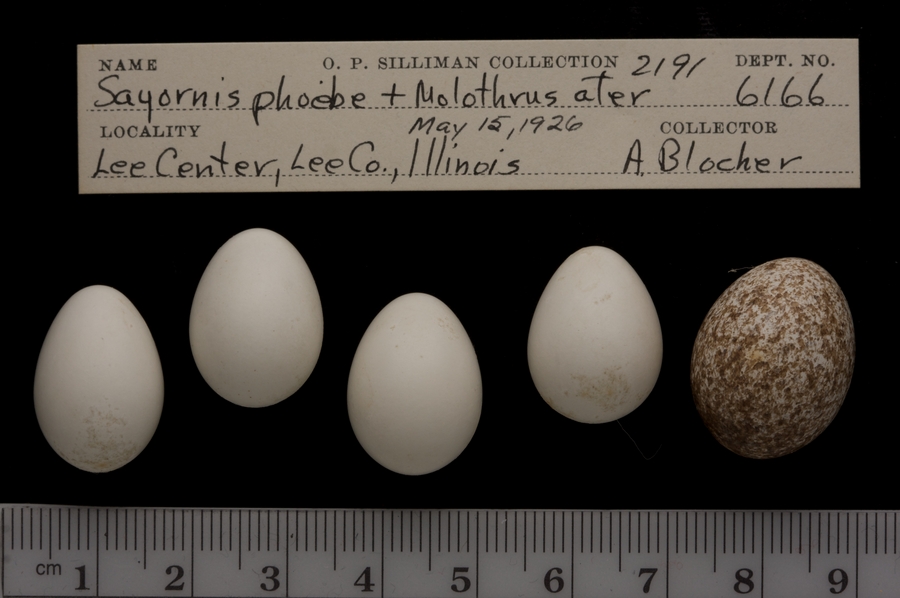 NAME O. P. SILLIMAN COLLECTION 2191 DEPT. NO.
Sayornis phoebe + Molothrus ater 6166
LOCALITY May 15, 1926 COLLECTOR
Lee Center, Lee Co., Illinois A. Blocher
cm 1 2 3 4 5 6 7 8 9